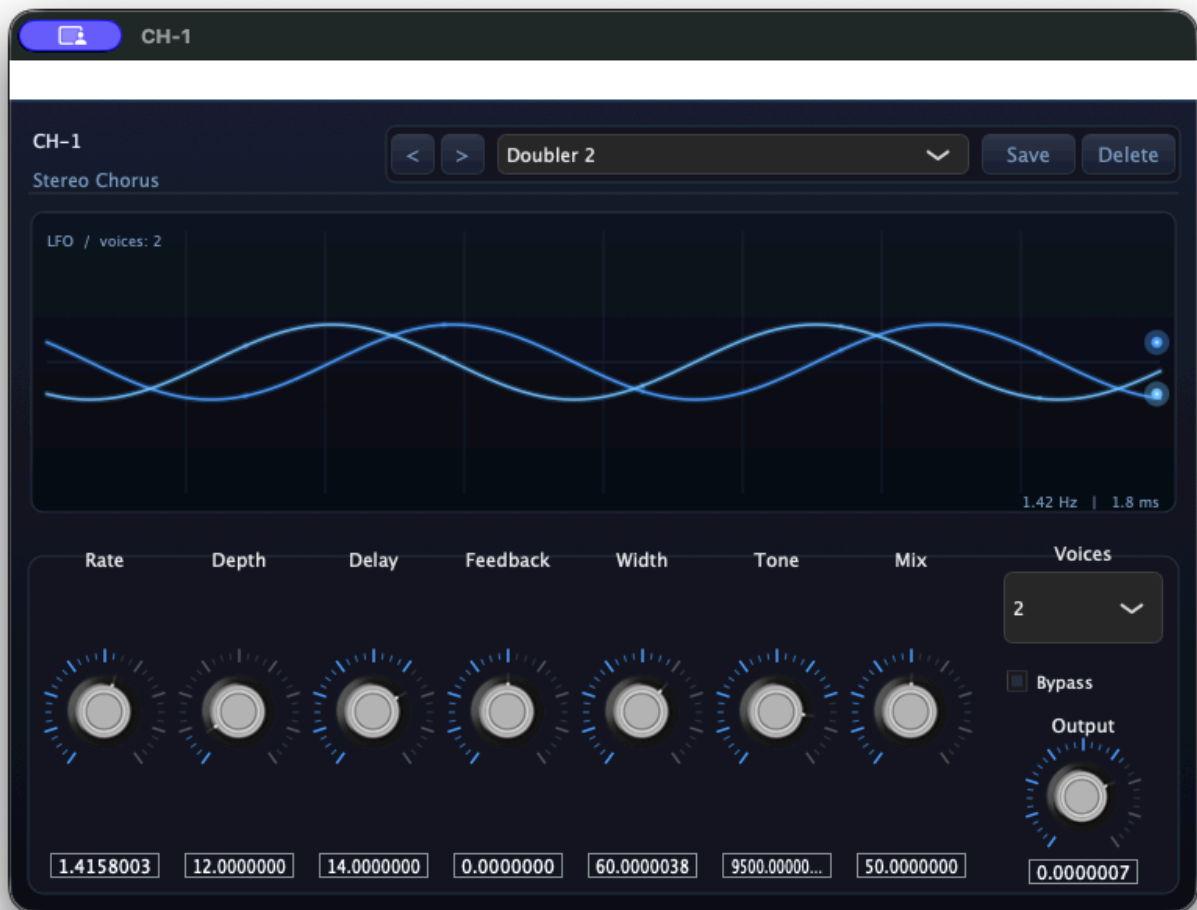 CH-1
CH-1
Stereo Chorus
< > Doubler 2 Save Delete
LFO / voices: 2
1.42 Hz | 1.8 ms
Rate Depth Delay Feedback Width Tone Mix Voices
2
Bypass
Output
1.4158003 12.0000000 14.0000000 0.0000000 60.0000038 9500.00000... 50.0000000 0.0000007